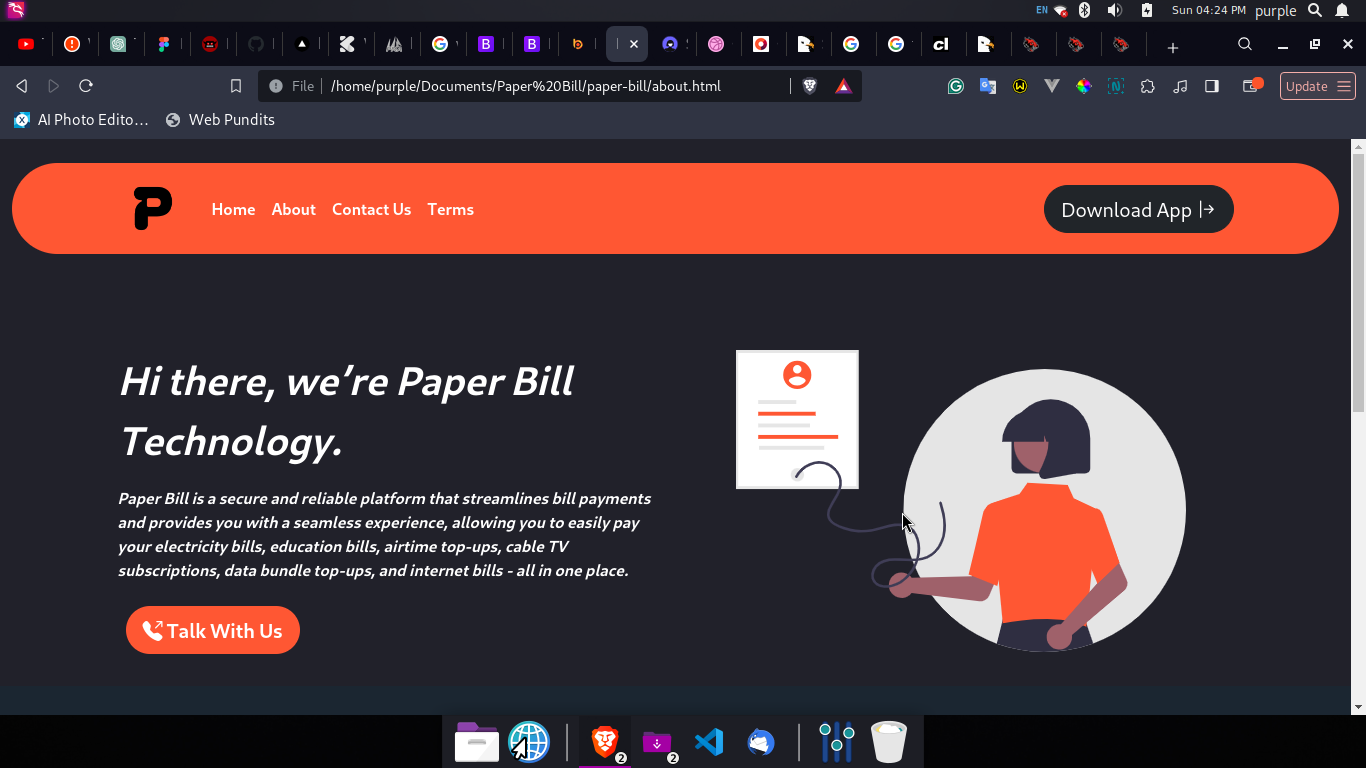 EN
Sun 04:24 PM
purple
File
/home/purple/Documents/Paper%20Bill/paper-bill/about.html
Update
AI Photo Edito…
Web Pundits
P
Home
About
Contact Us
Terms
Download App
Hi there, we're Paper Bill
Technology.
Paper Bill is a secure and reliable platform that streamlines bill payments
and provides you with a seamless experience, allowing you to easily pay
your electricity bills, education bills, airtime top-ups, cable TV
subscriptions, data bundle top-ups, and internet bills - all in one place.
Talk With Us
2
2